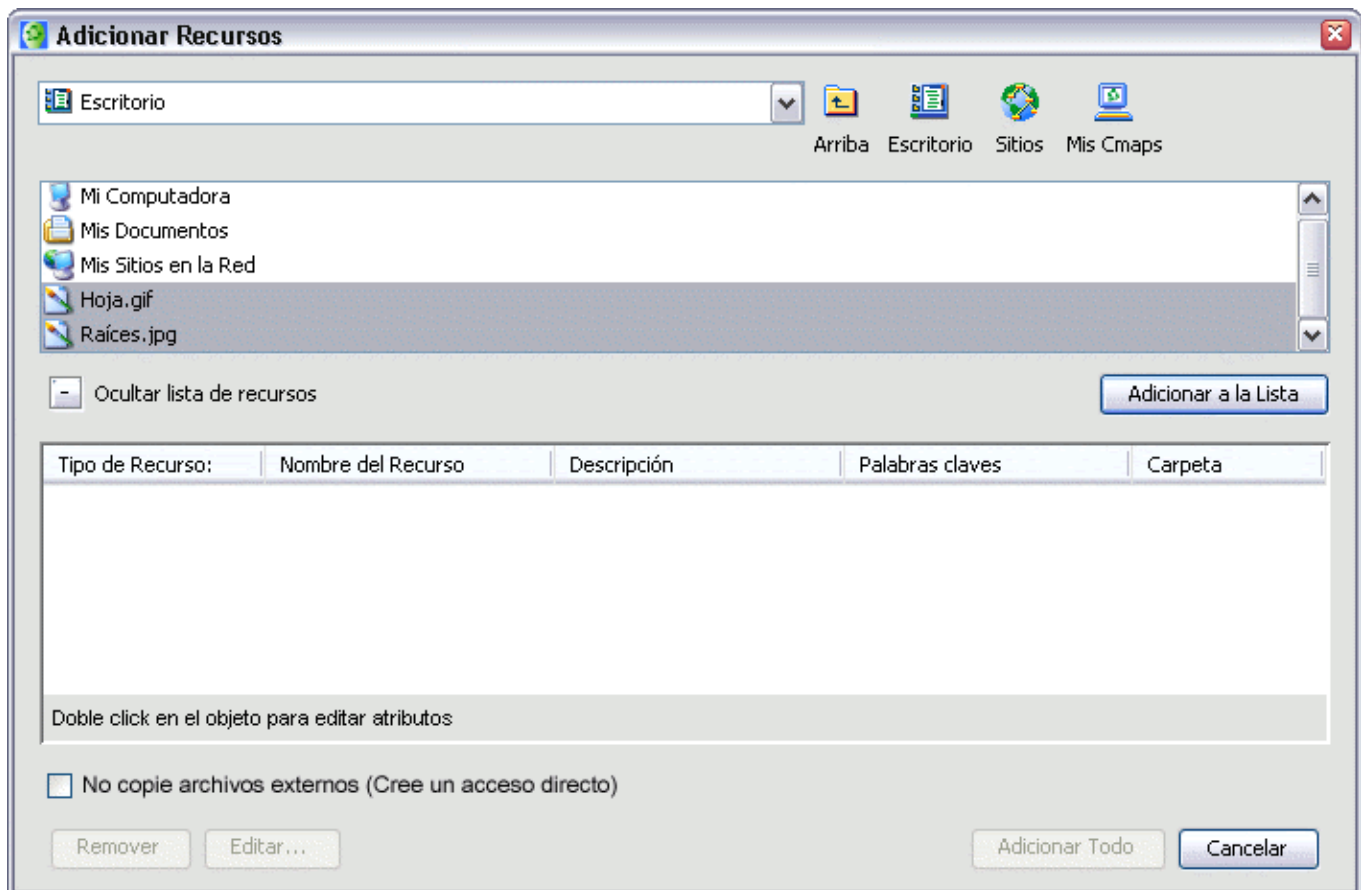 Adicionar Recursos
Escritorio
Arriba Escritorio Sitios Mis Cmaps
Mi Computadora
Mis Documentos
Mis Sitios en la Red
Hoja.gif
Raíces.jpg
- Ocultar lista de recursos Adicionar a la Lista
Tipo de Recurso: Nombre del Recurso Descripción Palabras claves Carpeta
Doble click en el objeto para editar atributos
No copie archivos externos (Cree un acceso directo)
Remover Editar... Adicionar Todo Cancelar